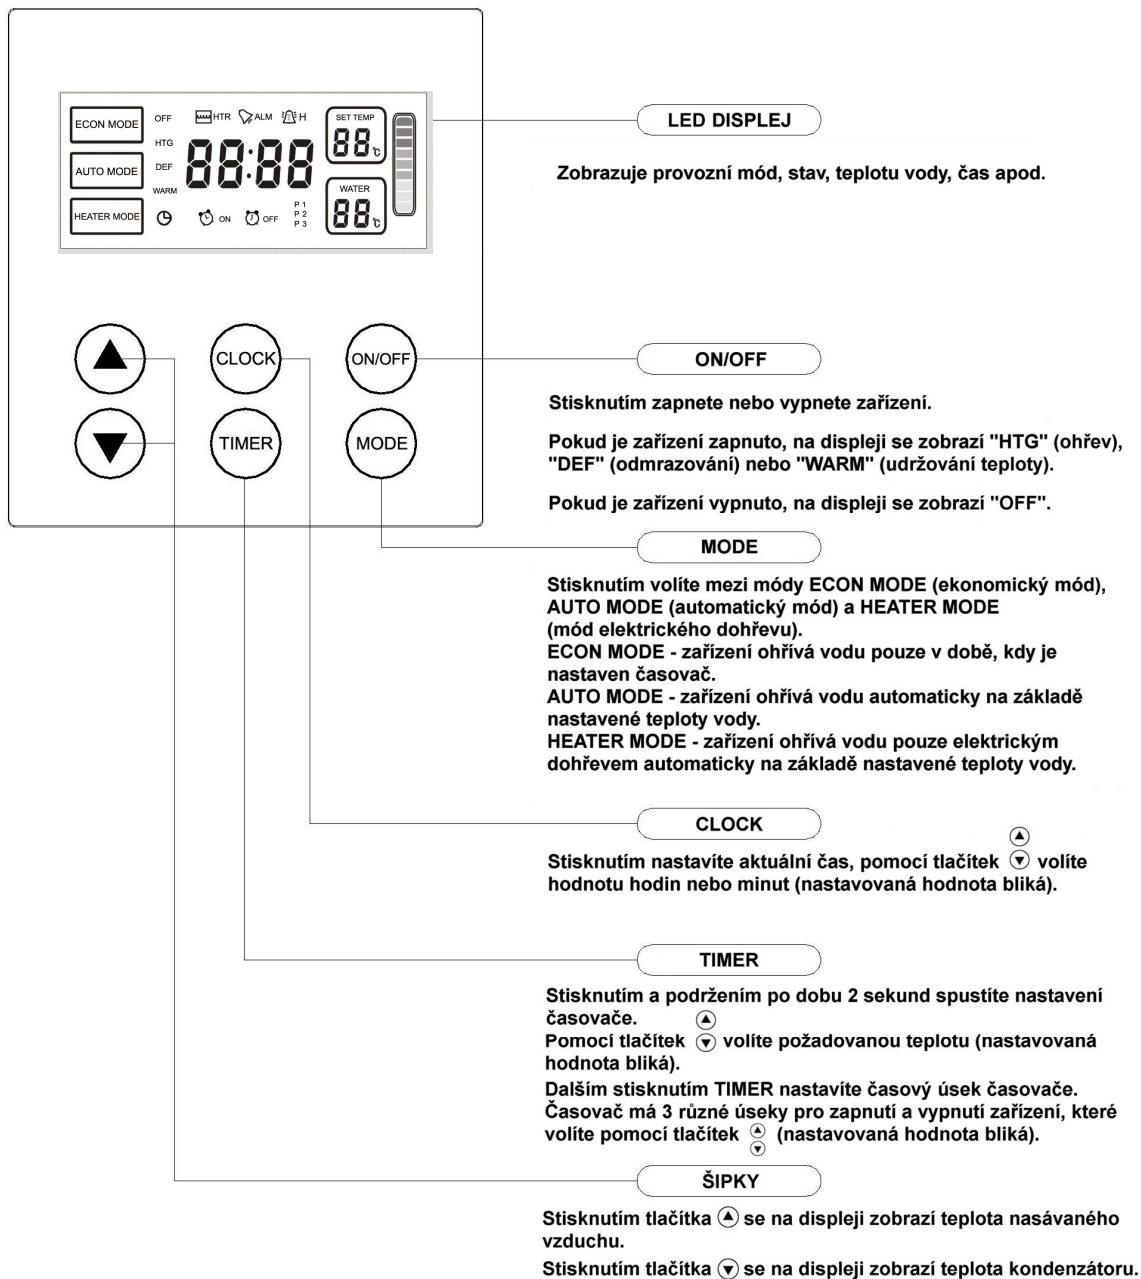 ECON MODE
OFF
HTR
ALM
H
SET TEMP
88 °C
HTG
88:88
AUTO MODE
DEF
WARM
WATER
88 °C
HEATER MODE
ON
OFF
P 1
P 2
P 3
CLOCK
ON/OFF
TIMER
MODE
LED DISPLEJ
Zobrazuje provozní mód, stav, teplotu vody, čas apod.
ON/OFF
Stisknutím zapnete nebo vypnete zařízení.
Pokud je zařízení zapnuto, na displeji se zobrazí "HTG" (ohřev),
"DEF" (odmrazování) nebo "WARM" (udržování teploty).
Pokud je zařízení vypnuto, na displeji se zobrazí "OFF".
MODE
Stisknutím volíte mezi módy ECON MODE (ekonomický mód),
AUTO MODE (automatický mód) a HEATER MODE
(mód elektrického dohřevu).
ECON MODE - zařízení ohřívá vodu pouze v době, kdy je
nastaven časovač.
AUTO MODE - zařízení ohřívá vodu automaticky na základě
nastavené teploty vody.
HEATER MODE - zařízení ohřívá vodu pouze elektrickým
dohřevem automaticky na základě nastavené teploty vody.
CLOCK
Stisknutím nastavíte aktuální čas, pomocí tlačítek ▲ ▼ volíte
hodnotu hodin nebo minut (nastavovaná hodnota bliká).
TIMER
Stisknutím a podržením po dobu 2 sekund spustíte nastavení
časovače.
Pomocí tlačítek ▲ ▼ volíte požadovanou teplotu (nastavovaná
hodnota bliká).
Dalším stisknutím TIMER nastavíte časový úsek časovače.
Časovač má 3 různé úseky pro zapnutí a vypnutí zařízení, které
volíte pomocí tlačítek ▲ ▼ (nastavovaná hodnota bliká).
ŠIPKY
Stisknutím tlačítka ▲ se na displeji zobrazí teplota nasávaného
vzduchu.
Stisknutím tlačítka ▼ se na displeji zobrazí teplota kondenzátoru.